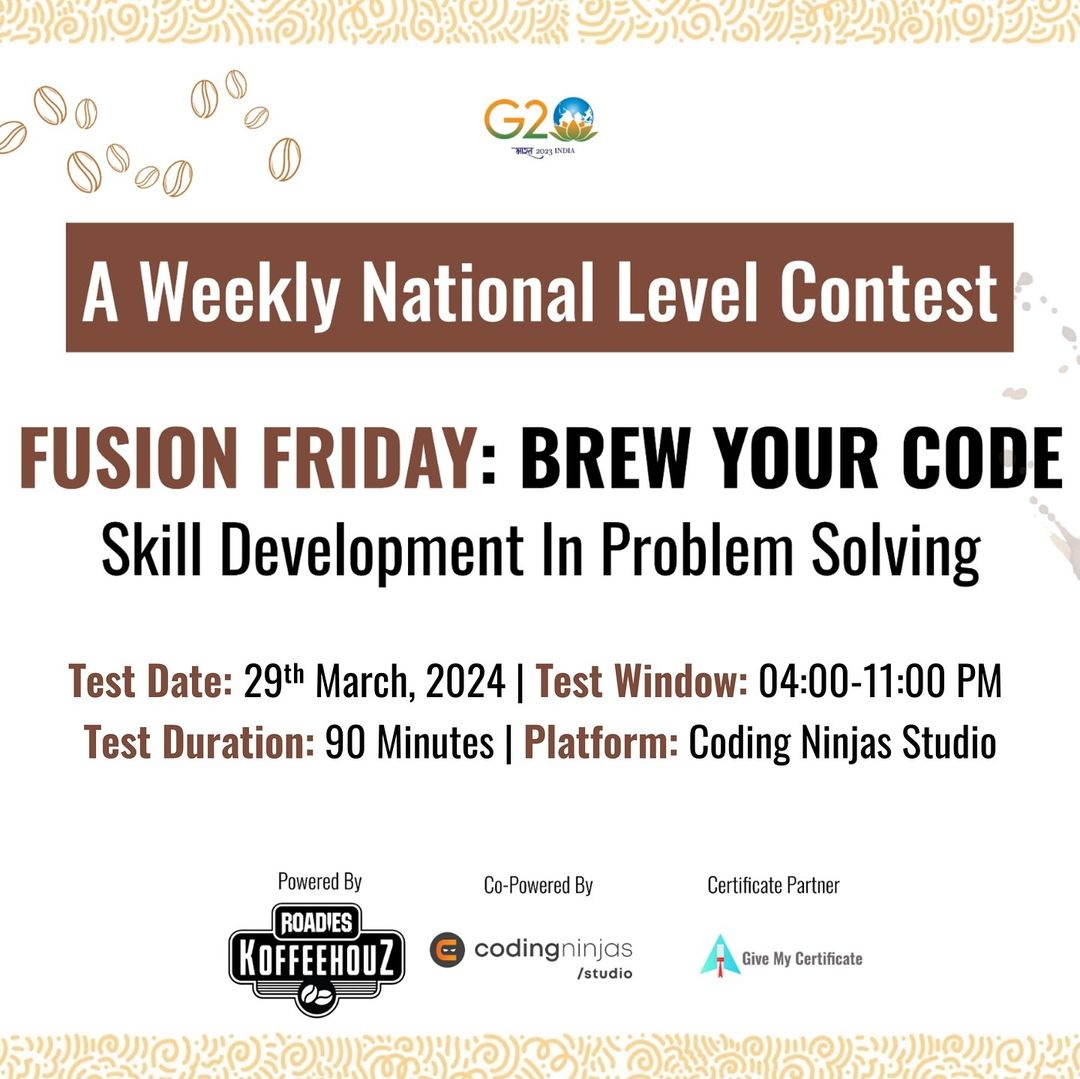 G20
भारत 2023 INDIA
A Weekly National Level Contest
FUSION FRIDAY: BREW YOUR CODE
Skill Development In Problem Solving
Test Date: 29th March, 2024 | Test Window: 04:00-11:00 PM
Test Duration: 90 Minutes | Platform: Coding Ninjas Studio
Powered By
ROADIES
KOFFEEHOUZ
Co-Powered By
codingninjas
/studio
Certificate Partner
Give My Certificate